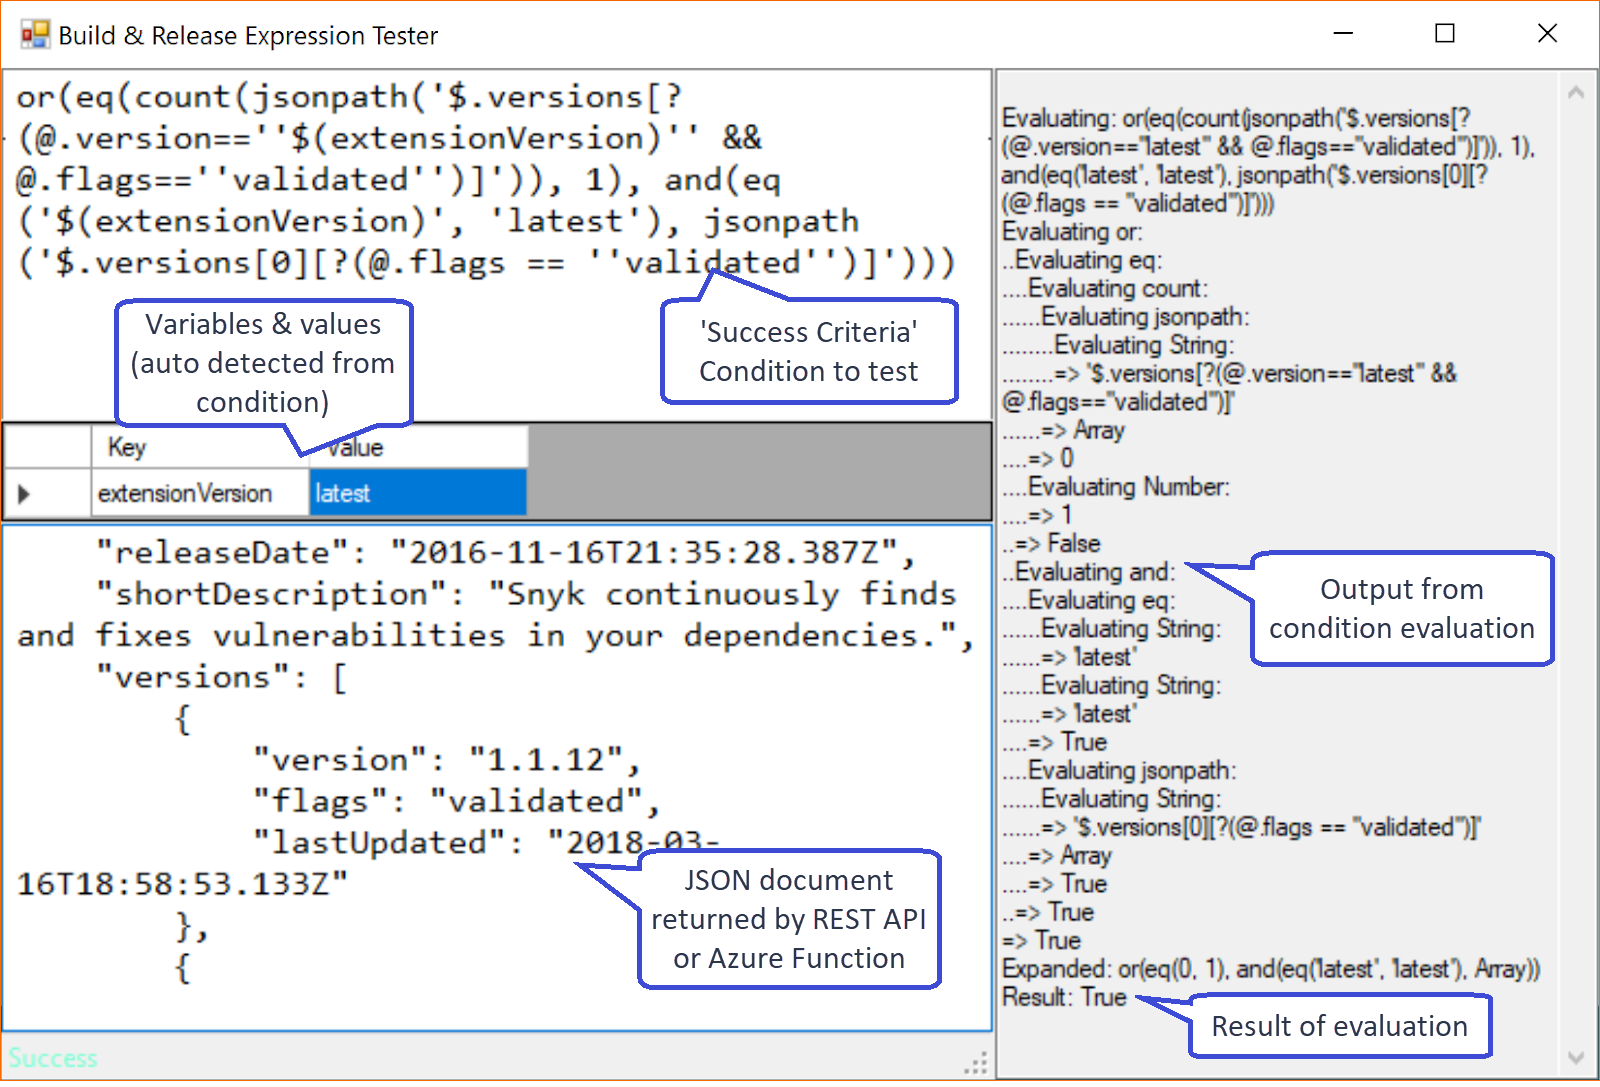 Build & Release Expression Tester
or(eq(count(jsonpath('$.versions[?
(@.version==''$(extensionVersion)'' &&
@.flags==''validated'')]')), 1), and(eq
('$(extensionVersion)', 'latest'), jsonpath
('$.versions[0][?(@.flags == ''validated'')]')))
Variables & values
(auto detected from
condition)
'Success Criteria'
Condition to test
Key Value
extensionVersion latest
"releaseDate": "2016-11-16T21:35:28.387Z",
"shortDescription": "Snyk continuously finds
and fixes vulnerabilities in your dependencies.",
"versions": [
{
"version": "1.1.12",
"flags": "validated",
"lastUpdated": "2018-03-
16T18:58:53.133Z"
},
{
JSON document
returned by REST API
or Azure Function
Success
Evaluating: or(eq(count(jsonpath('$.versions[?
(@.version=="latest" && @.flags=="validated")]')), 1),
and(eq('latest', 'latest'), jsonpath('$.versions[0][?
(@.flags == "validated")]')))
Evaluating or:
..Evaluating eq:
....Evaluating count:
......Evaluating jsonpath:
........Evaluating String:
........=> '$.versions[?(@.version=="latest" &&
@.flags=="validated")]'
......=> Array
....=> 0
....Evaluating Number:
....=> 1
..=> False
..Evaluating and:
....Evaluating eq:
......Evaluating String:
......=> 'latest'
......Evaluating String:
......=> 'latest'
....=> True
....Evaluating jsonpath:
......Evaluating String:
......=> '$.versions[0][?(@.flags == "validated")]'
....=> Array
....=> True
..=> True
=> True
Expanded: or(eq(0, 1), and(eq('latest', 'latest'), Array))
Result: True
Output from
condition evaluation
Result of evaluation